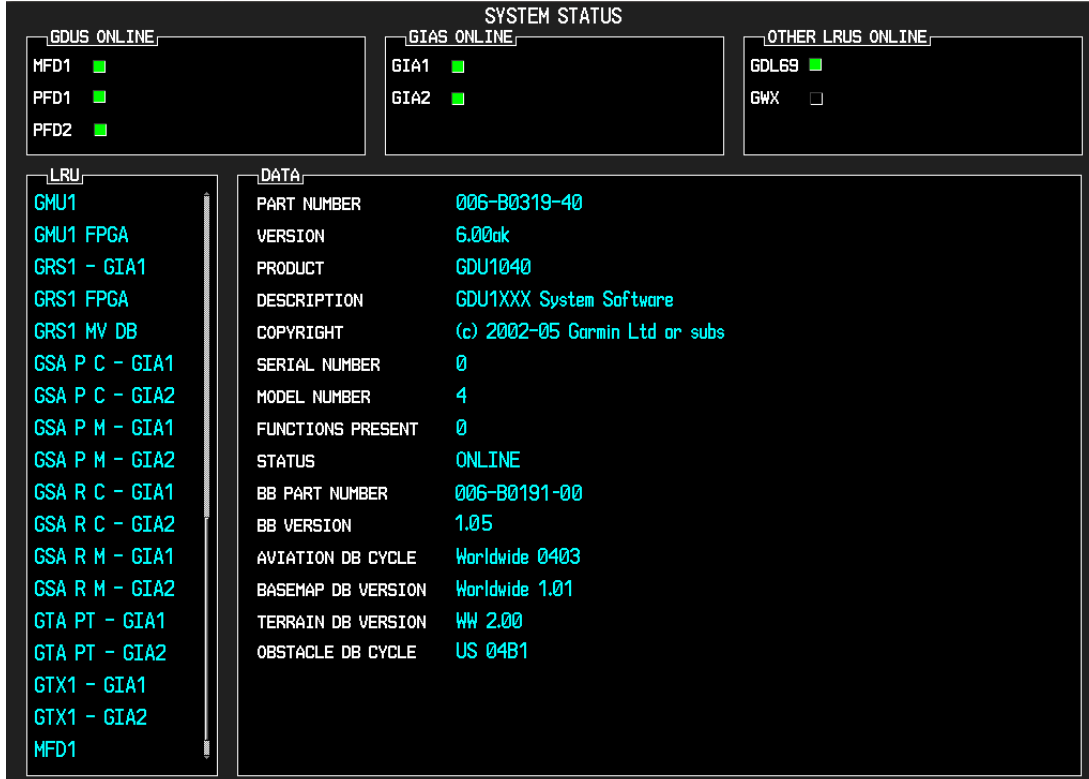 SYSTEM STATUS
GDUS ONLINE
MFD1
PFD1
PFD2
GIAS ONLINE
GIA1
GIA2
OTHER LRUS ONLINE
GDL69
GWX
LRU
GMU1
GMU1 FPGA
GRS1 - GIA1
GRS1 FPGA
GRS1 MV DB
GSA P C - GIA1
GSA P C - GIA2
GSA P M - GIA1
GSA P M - GIA2
GSA R C - GIA1
GSA R C - GIA2
GSA R M - GIA1
GSA R M - GIA2
GTA PT - GIA1
GTA PT - GIA2
GTX1 - GIA1
GTX1 - GIA2
MFD1
DATA
PART NUMBER 006-B0319-40
VERSION 6.00ak
PRODUCT GDU1040
DESCRIPTION GDU1XXX System Software
COPYRIGHT (c) 2002-05 Garmin Ltd or subs
SERIAL NUMBER 0
MODEL NUMBER 4
FUNCTIONS PRESENT 0
STATUS ONLINE
BB PART NUMBER 006-B0191-00
BB VERSION 1.05
AVIATION DB CYCLE Worldwide 0403
BASEMAP DB VERSION Worldwide 1.01
TERRAIN DB VERSION WW 2.00
OBSTACLE DB CYCLE US 04B1